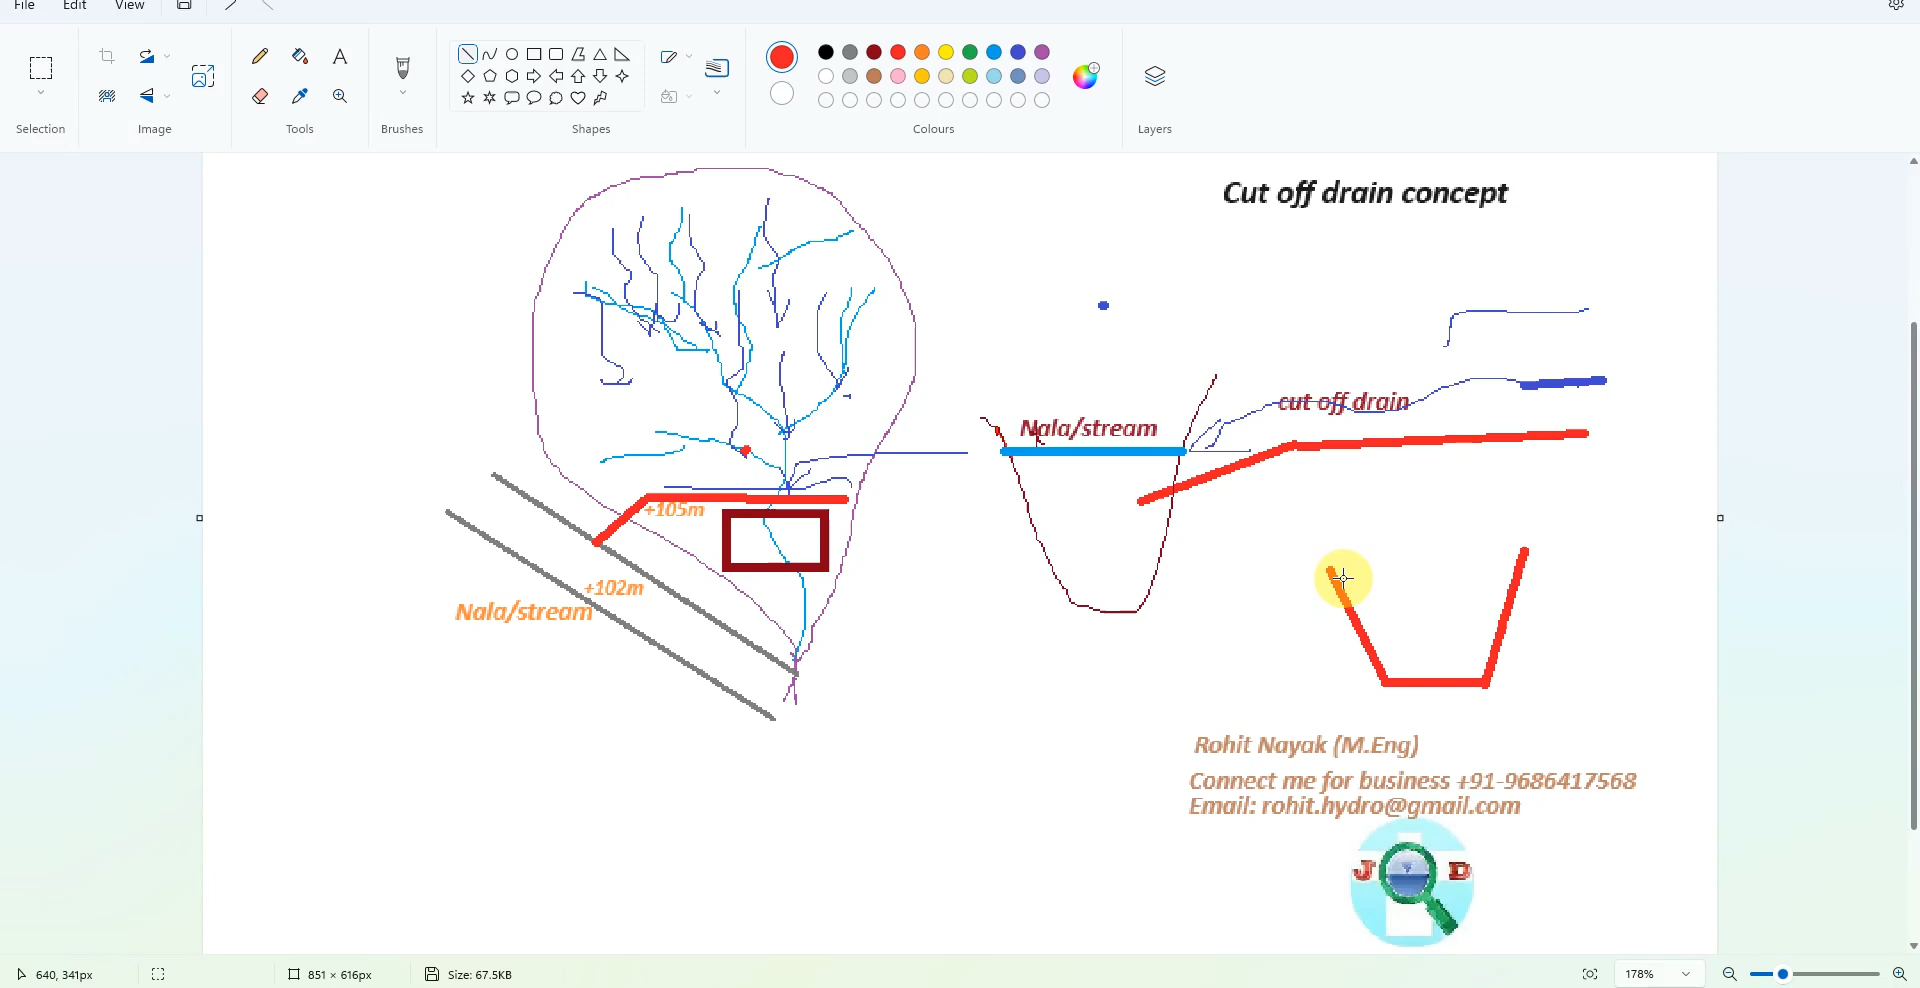 File Edit View
Selection Image Tools Brushes Shapes Colours Layers
Cut off drain concept
cut off drain
Nala/stream
+105m
+102m
Nala/stream
Rohit Nayak (M.Eng)
Connect me for business +91-9686417568
Email: rohit.hydro@gmail.com
J D
640, 341px 851 × 616px Size: 67.5KB 178%